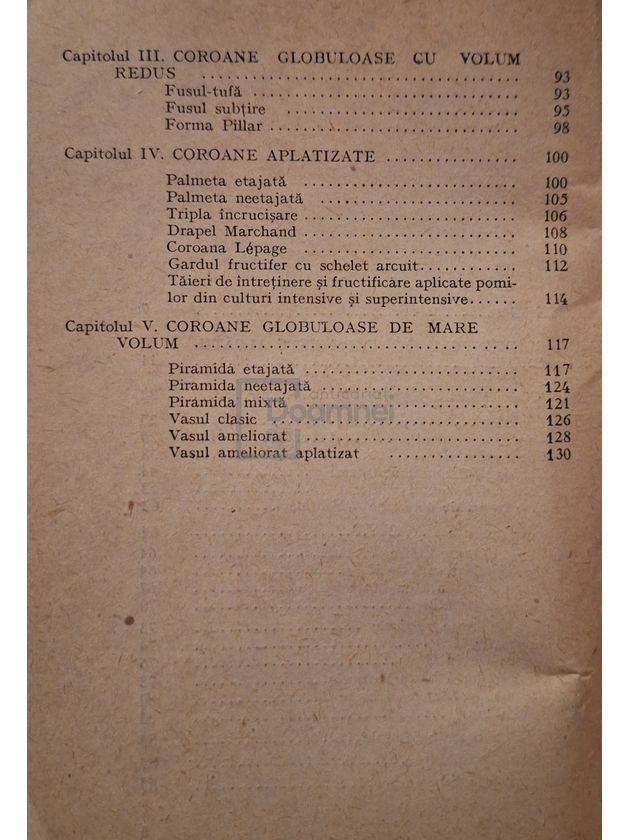 Capitolul III. COROANE GLOBULOASE CU VOLUM
REDUS ........................................ 93
Fusul-tufă ................................ 93
Fusul subțire ............................ 95
Forma Pillar .............................. 98
Capitolul IV. COROANE APLATIZATE ................ 100
Palmeta etajată .......................... 100
Palmeta neetajată ........................ 105
Tripla încrucișare .......................... 106
Drapel Marchand .......................... 108
Coroana Lépage .......................... 110
Gardul fructifer cu schelet arcuit............ 112
Tăieri de întreținere și fructificare aplicate pomi-
lor din culturi intensive și superintensive...... 114
Capitolul V. COROANE GLOBULOASE DE MARE
VOLUM ........................................ 117
Piramida etajată .......................... 117
Piramida neetajată ........................ 124
Piramida mixtă ............................ 121
Vasul clasic .............................. 126
Vasul ameliorat .......................... 128
Vasul ameliorat aplatizat ................ 130
anticariat
Doamnei